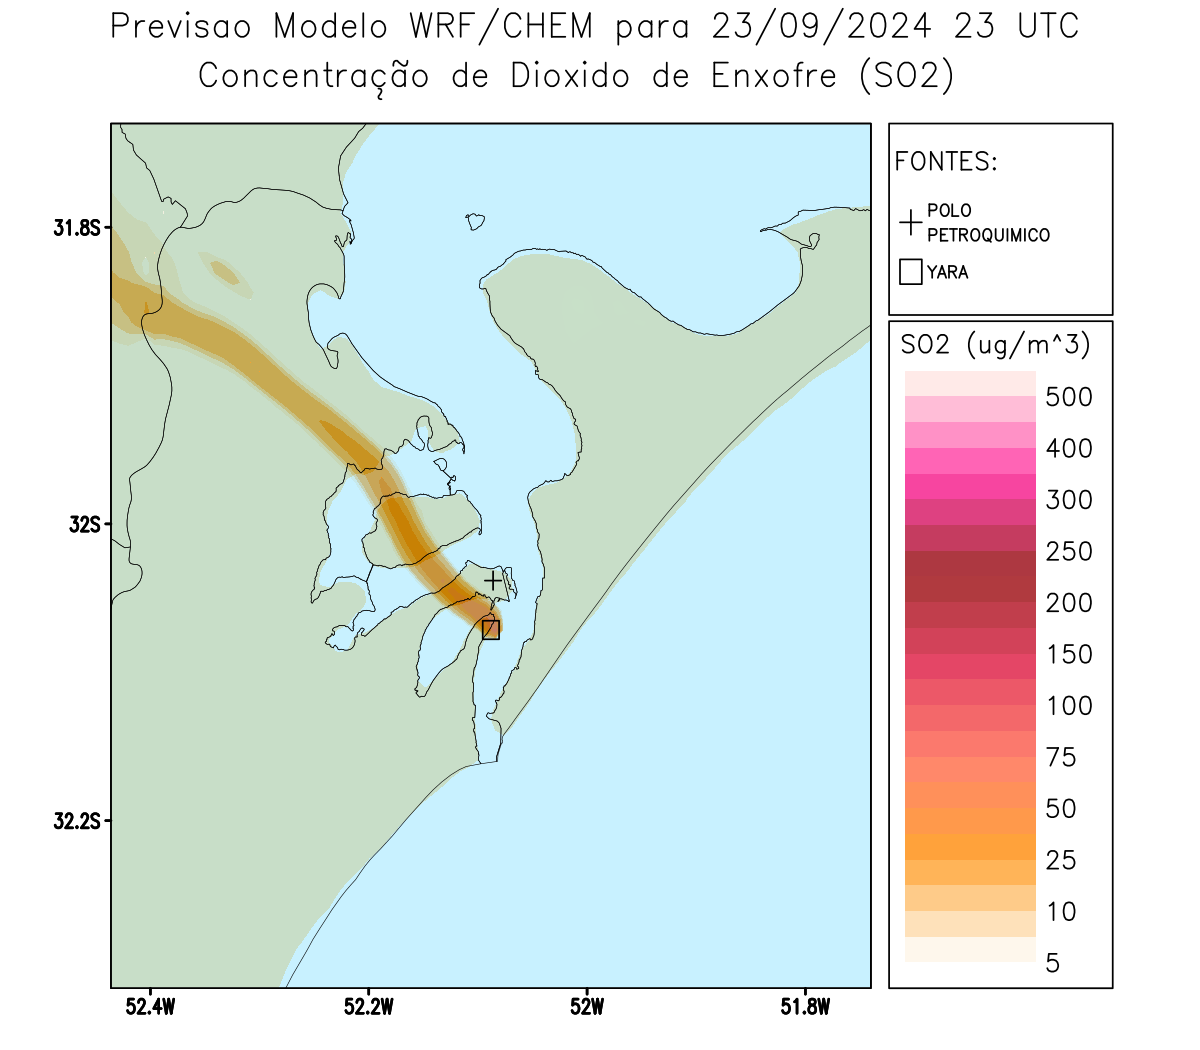 Previsao Modelo WRF/CHEM para 23/09/2024 23 UTC
Concentração de Dioxido de Enxofre (SO2)
FONTES:
POLO
PETROQUIMICO
YARA
31.8S
32S
32.2S
52.4W
52.2W
52W
51.8W
SO2 (ug/m^3)
500
400
300
250
200
150
100
75
50
25
10
5